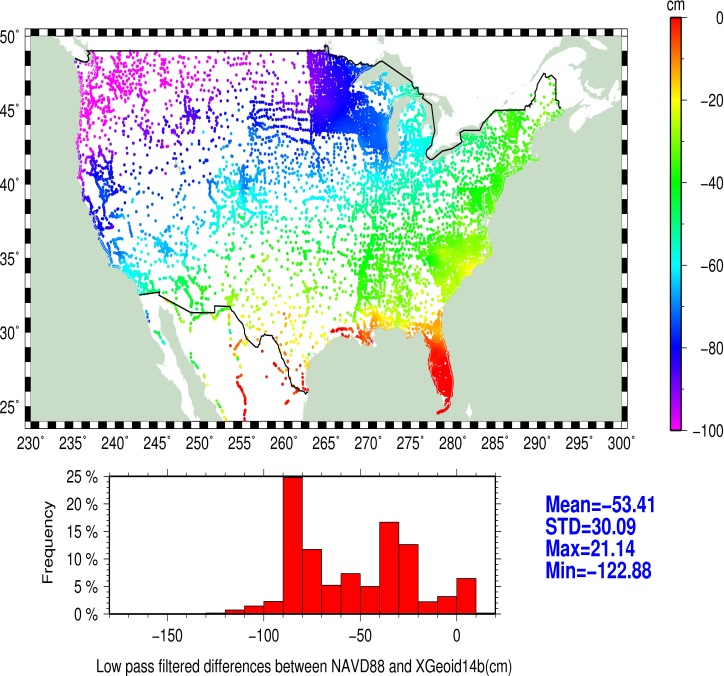 cm
50° 0
45° −20
40° −40
35° −60
30° −80
25° −100
230° 235° 240° 245° 250° 255° 260° 265° 270° 275° 280° 285° 290° 295° 300°
25 %
20 %
15 %
10 %
5 %
0 %
Frequency
−150 −100 −50 0
Low pass filtered differences between NAVD88 and XGeoid14b(cm)
Mean=−53.41
STD=30.09
Max=21.14
Min=−122.88